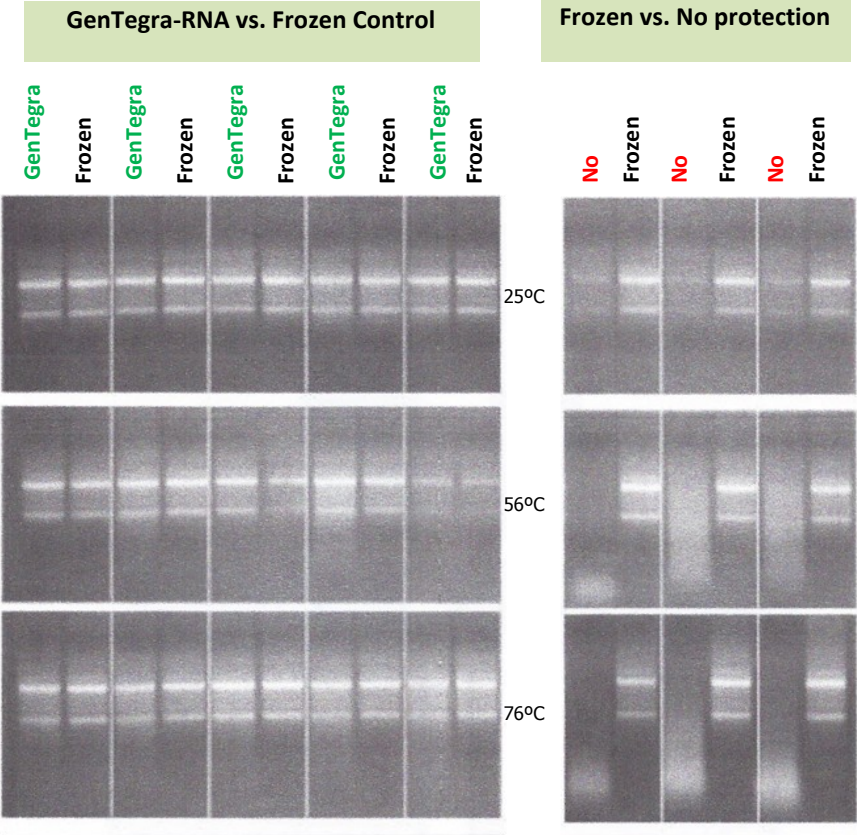 GenTegra-RNA vs. Frozen Control
Frozen vs. No protection
GenTegra
Frozen
GenTegra
Frozen
GenTegra
Frozen
GenTegra
Frozen
GenTegra
Frozen
No
Frozen
No
Frozen
No
Frozen
25ºC
56ºC
76ºC